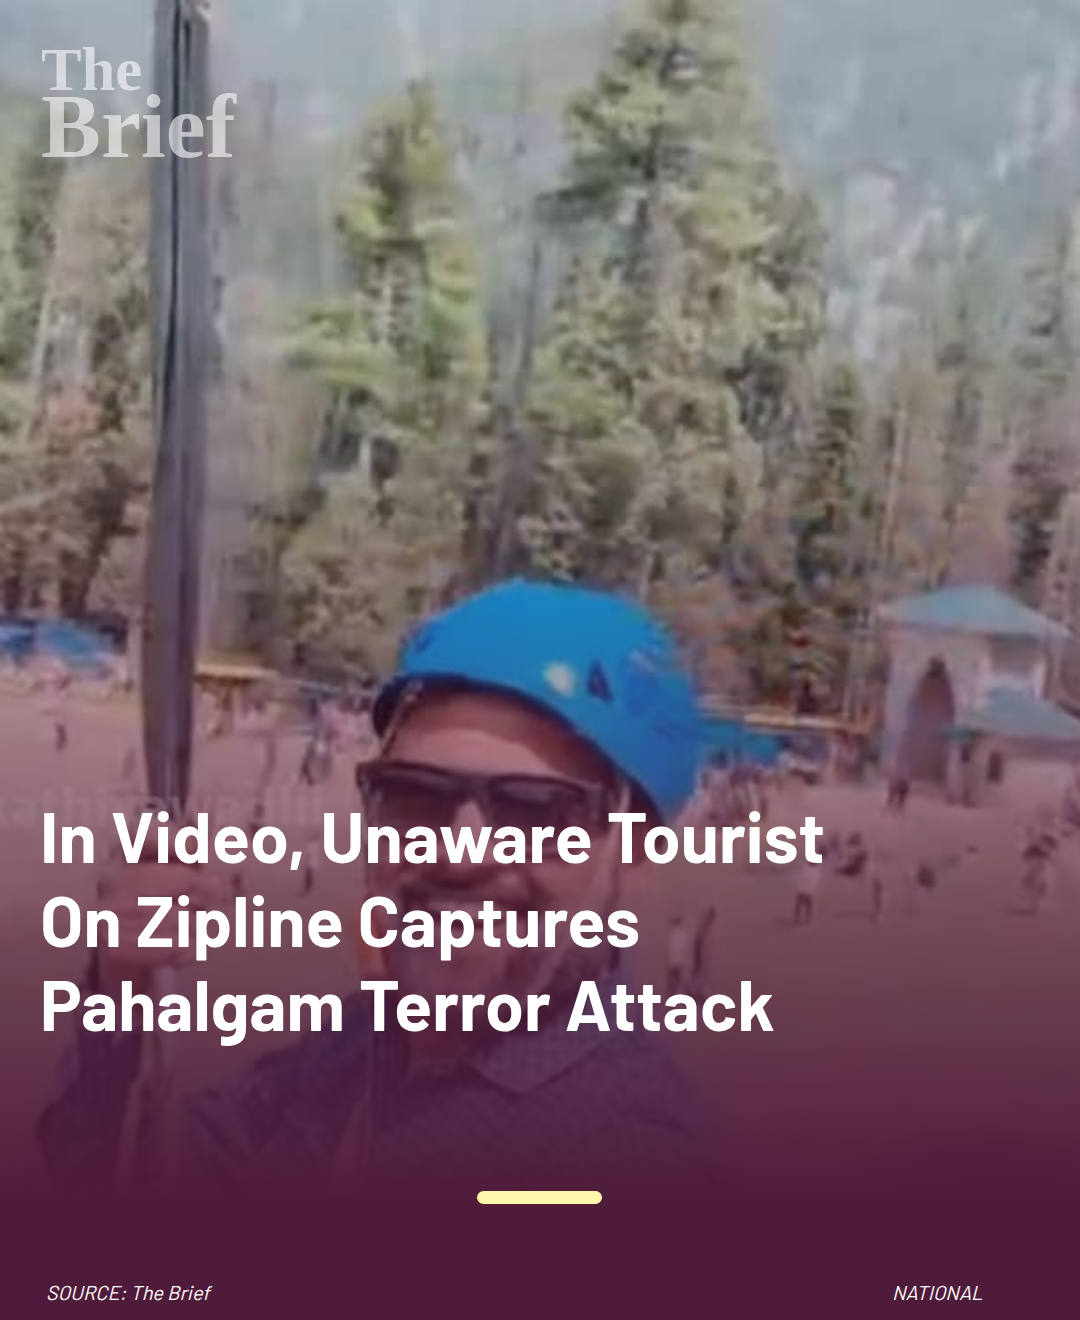 The
Brief
In Video, Unaware Tourist
On Zipline Captures
Pahalgam Terror Attack
SOURCE: The Brief
NATIONAL